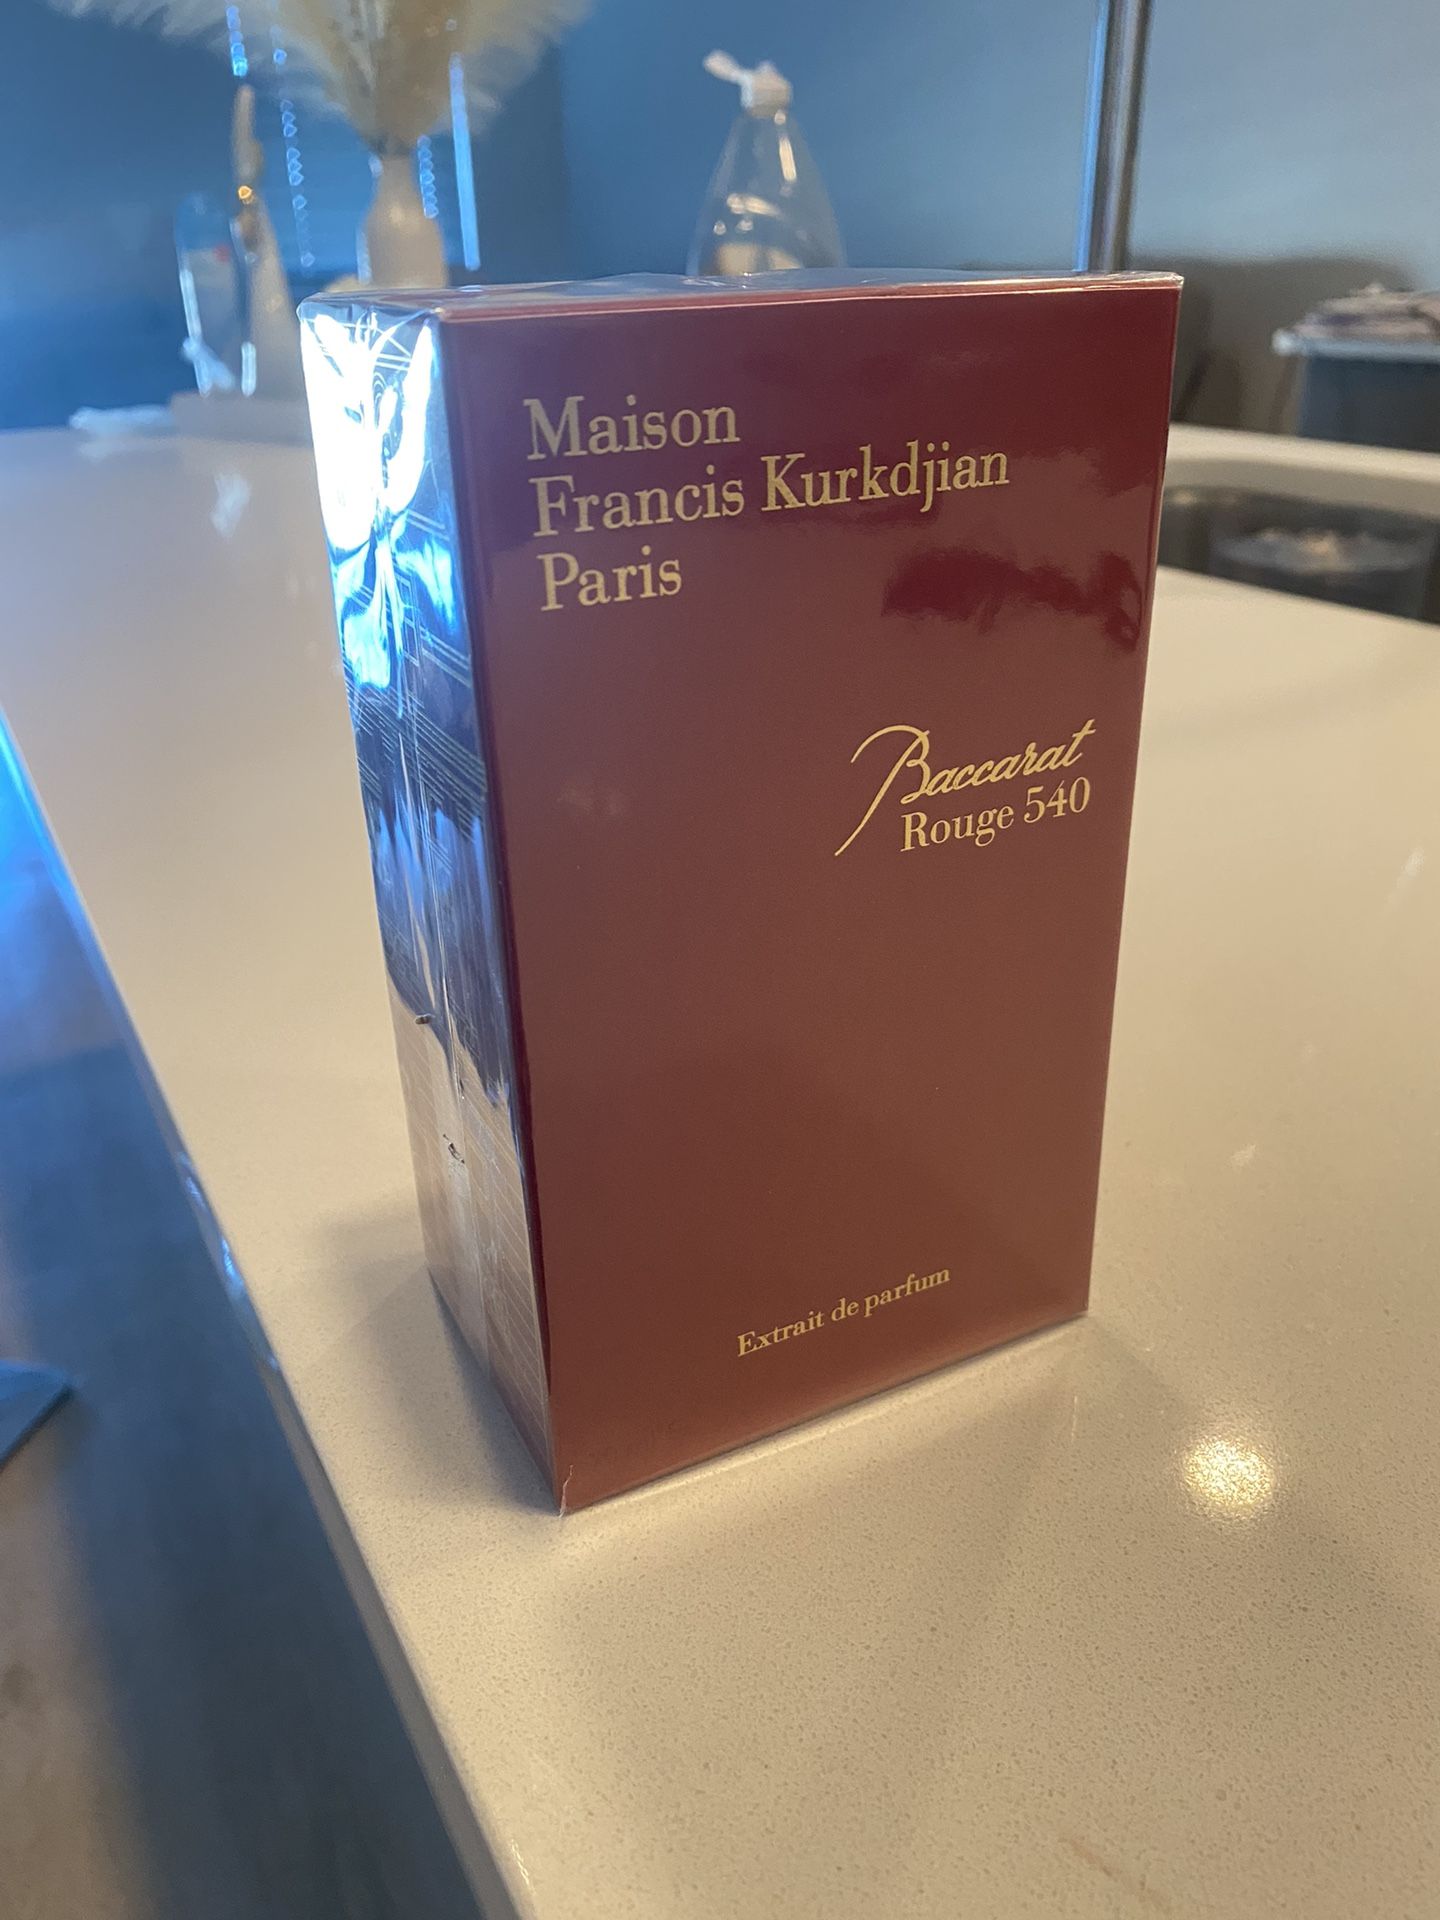 Maison
Francis Kurkdjian
Paris
Baccarat
Rouge 540
Extrait de parfum